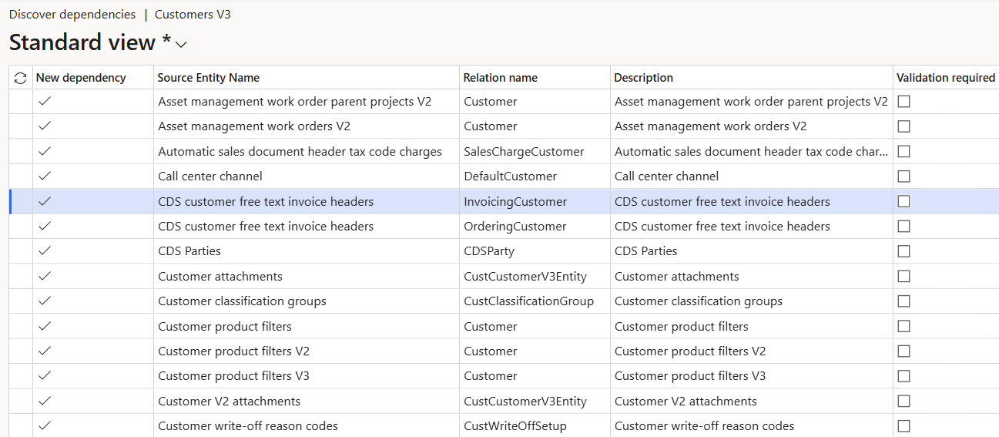 Discover dependencies | Customers V3
Standard view *
New dependency Source Entity Name Relation name Description Validation required
Asset management work order parent projects V2 Customer Asset management work order parent projects V2
Asset management work orders V2 Customer Asset management work orders V2
Automatic sales document header tax code charges SalesChargeCustomer Automatic sales document header tax code char...
Call center channel DefaultCustomer Call center channel
CDS customer free text invoice headers InvoicingCustomer CDS customer free text invoice headers
CDS customer free text invoice headers OrderingCustomer CDS customer free text invoice headers
CDS Parties CDSParty CDS Parties
Customer attachments CustCustomerV3Entity Customer attachments
Customer classification groups CustClassificationGroup Customer classification groups
Customer product filters Customer Customer product filters
Customer product filters V2 Customer Customer product filters V2
Customer product filters V3 Customer Customer product filters V3
Customer V2 attachments CustCustomerV3Entity Customer V2 attachments
Customer write-off reason codes CustWriteOffSetup Customer write-off reason codes